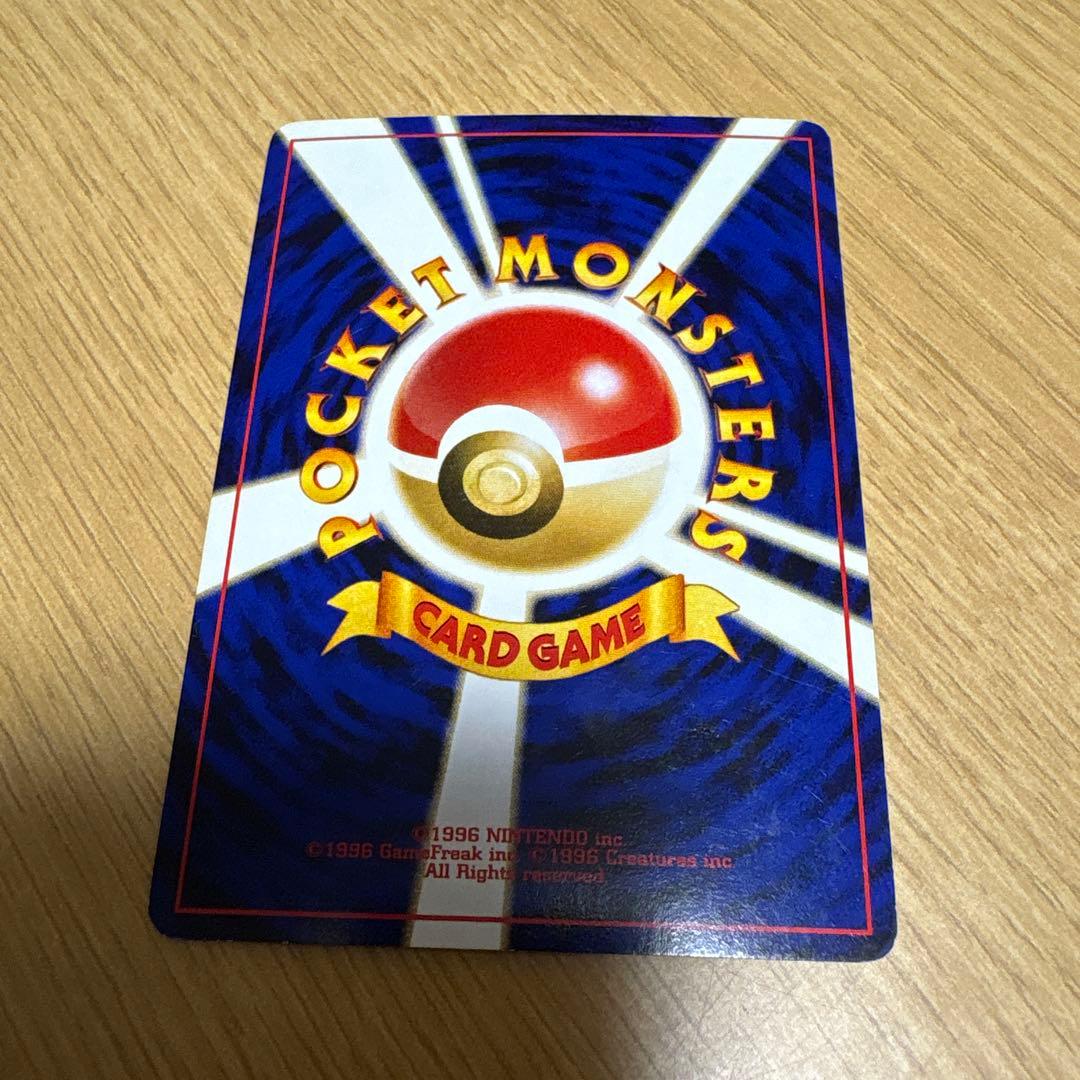 POCKET MONSTERS
CARD GAME
©1996 NINTENDO inc.
©1996 GameFreak inc. ©1996 Creatures inc.
All Rights reserved.